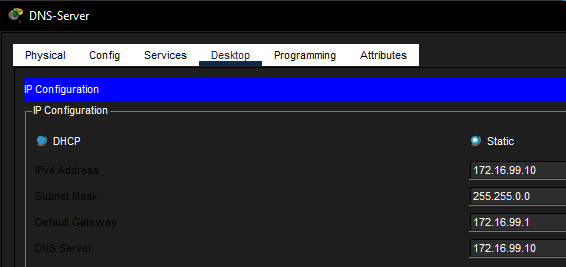 DNS-Server
Physical Config Services Desktop Programming Attributes
IP Configuration
IP Configuration
DHCP Static
IPv4 Address 172.16.99.10
Subnet Mask 255.255.0.0
Default Gateway 172.16.99.1
DNS Server 172.16.99.10